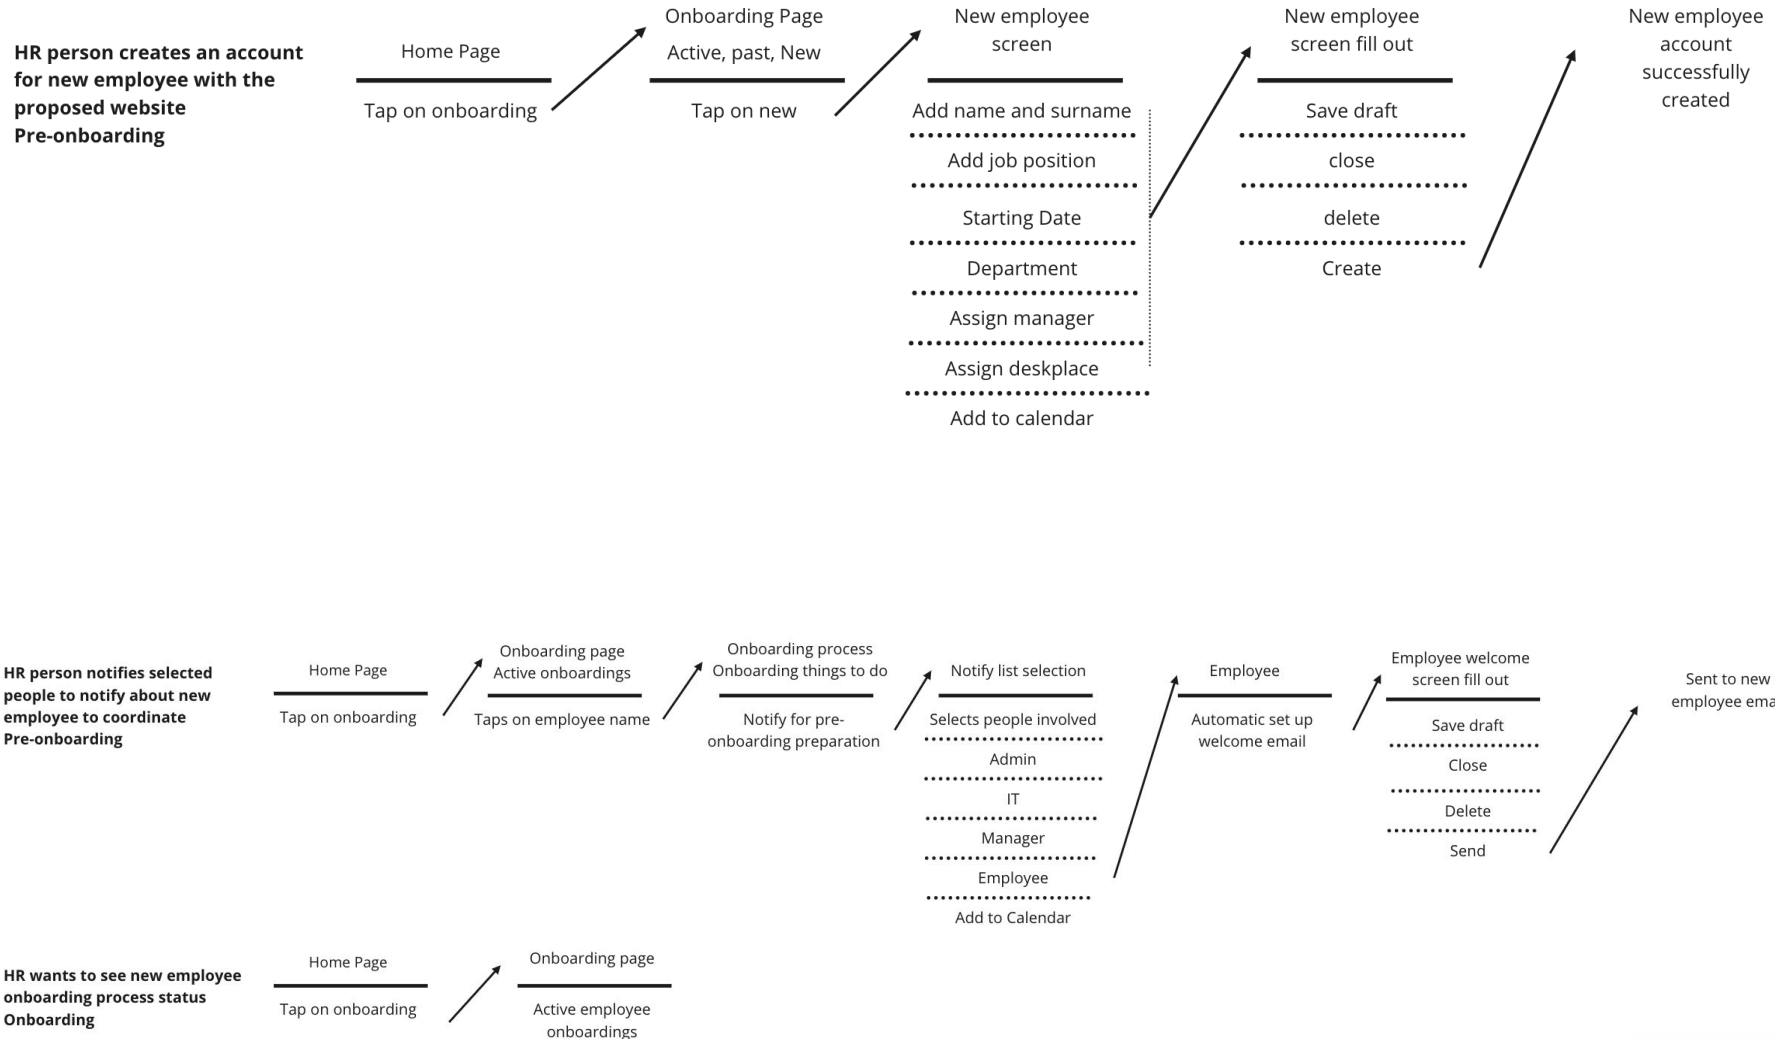 HR person creates an account
for new employee with the
proposed website
Pre-onboarding
Home Page
Tap on onboarding
Onboarding Page
Active, past, New
Tap on new
New employee
screen
Add name and surname
Add job position
Starting Date
Department
Assign manager
Assign deskplace
Add to calendar
New employee
screen fill out
Save draft
close
delete
Create
New employee
account
successfully
created
HR person notifies selected
people to notify about new
employee to coordinate
Pre-onboarding
Home Page
Tap on onboarding
Onboarding page
Active onboardings
Taps on employee name
Onboarding process
Onboarding things to do
Notify for pre-
onboarding preparation
Notify list selection
Selects people involved
Admin
IT
Manager
Employee
Add to Calendar
Employee
Automatic set up
welcome email
Employee welcome
screen fill out
Save draft
Close
Delete
Send
Sent to new
employee ema
HR wants to see new employee
onboarding process status
Onboarding
Home Page
Tap on onboarding
Onboarding page
Active employee
onboardings